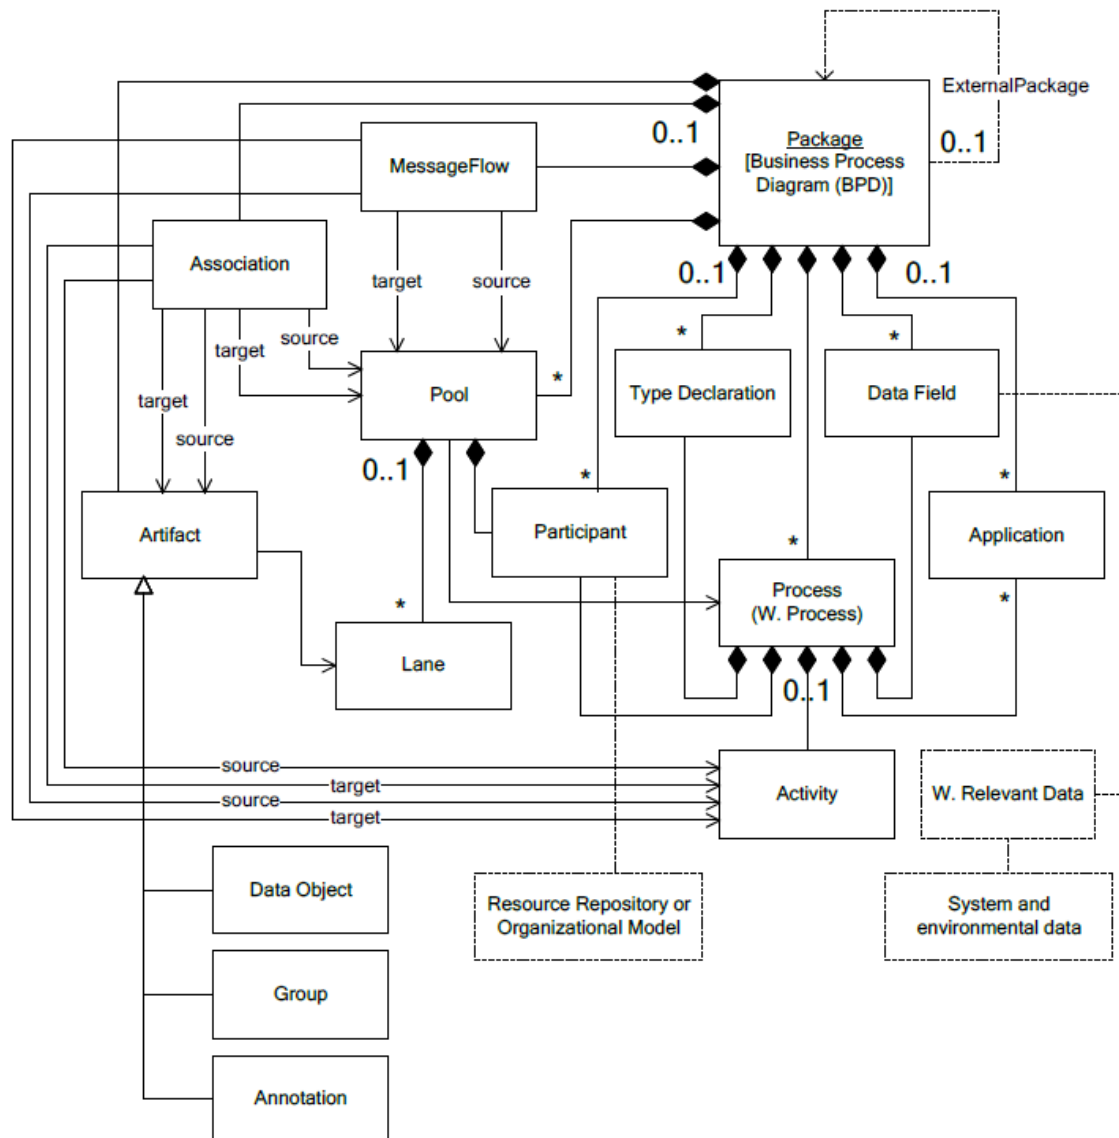 ExternalPackage
0..1
0..1
Package
[Business Process
Diagram (BPD)]
MessageFlow
Association
0..1
0..1
target
source
source
target
*
*
target
source
*
Pool
Type Declaration
Data Field
0..1
*
*
Artifact
Participant
Application
*
*
Process
(W. Process)
*
Lane
0..1
source
target
source
target
Activity
W. Relevant Data
Data Object
Resource Repository or
Organizational Model
System and
environmental data
Group
Annotation